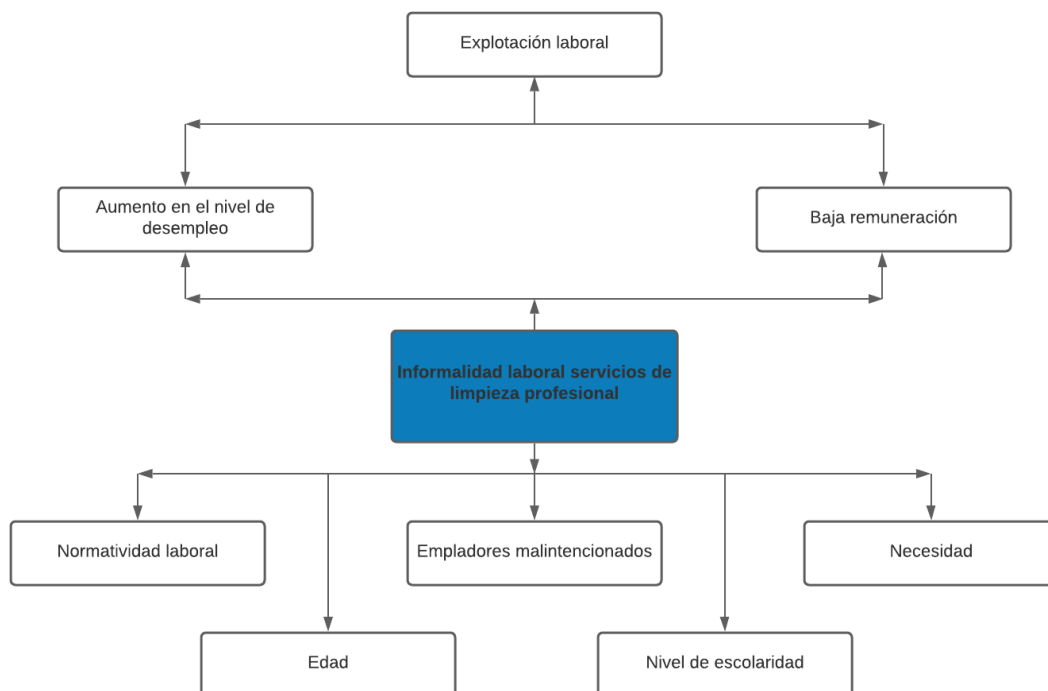 Explotación laboral
Aumento en el nivel de
desempleo
Baja remuneración
Informalidad laboral servicios de
limpieza profesional
Normatividad laboral
Empladores malintencionados
Necesidad
Edad
Nivel de escolaridad